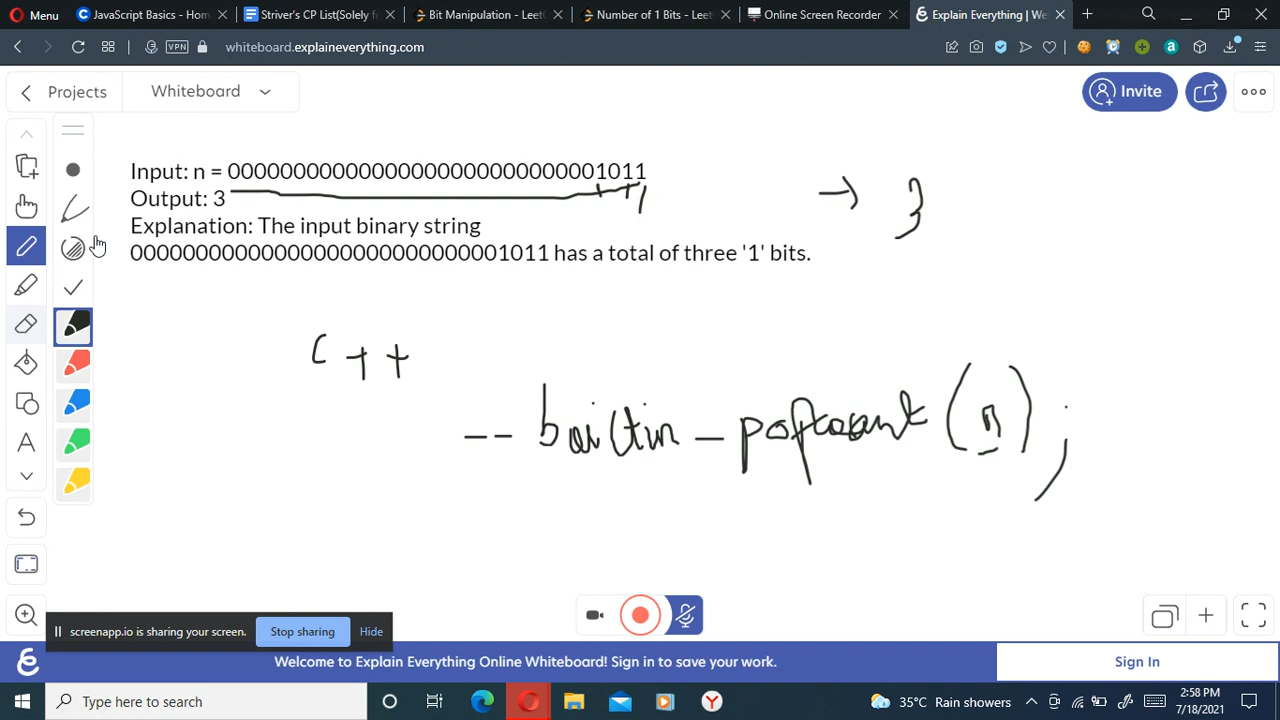 Menu
JavaScript Basics - Hom
Striver's CP List(Solely f
Bit Manipulation - LeetC
Number of 1 Bits - Leet
Online Screen Recorder
Explain Everything | We
VPN
whiteboard.explaineverything.com
Projects
Whiteboard
Invite
Input: n = 00000000000000000000000000001011
Output: 3
→ 3
Explanation: The input binary string
00000000000000000000000000001011 has a total of three '1' bits.
C++
__builtin_popcount(n);
A
screenapp.io is sharing your screen.
Stop sharing
Hide
Welcome to Explain Everything Online Whiteboard! Sign in to save your work.
Sign In
Type here to search
35°C Rain showers
2:58 PM
7/18/2021